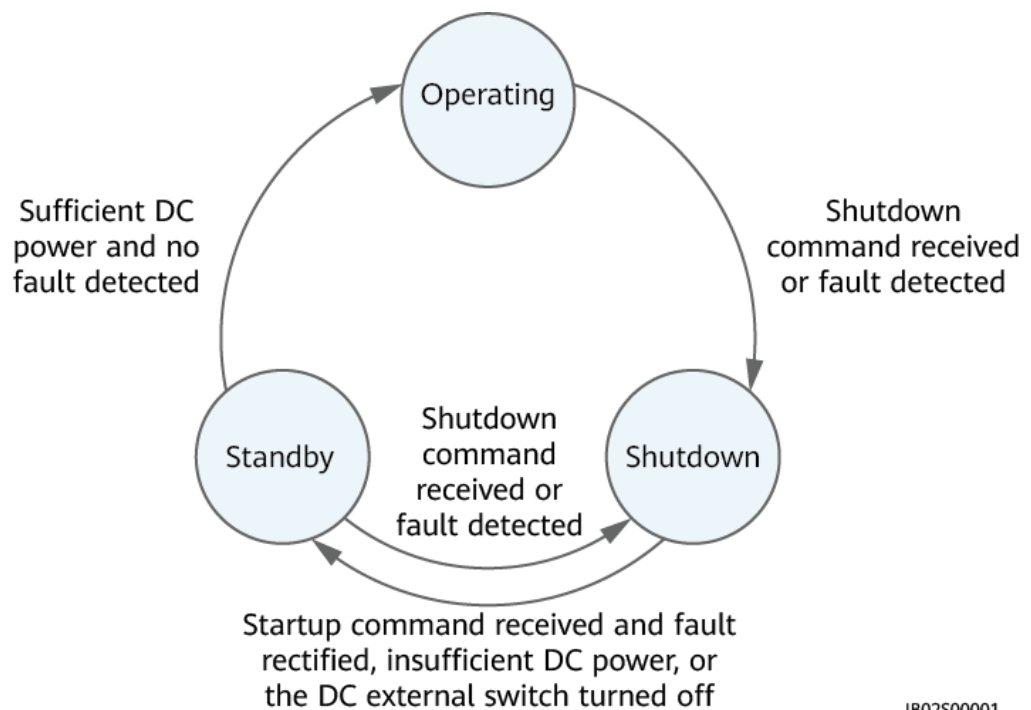 Operating
Sufficient DC
power and no
fault detected
Shutdown
command received
or fault detected
Standby
Shutdown
command
received or
fault detected
Shutdown
Startup command received and fault
rectified, insufficient DC power, or
the DC external switch turned off